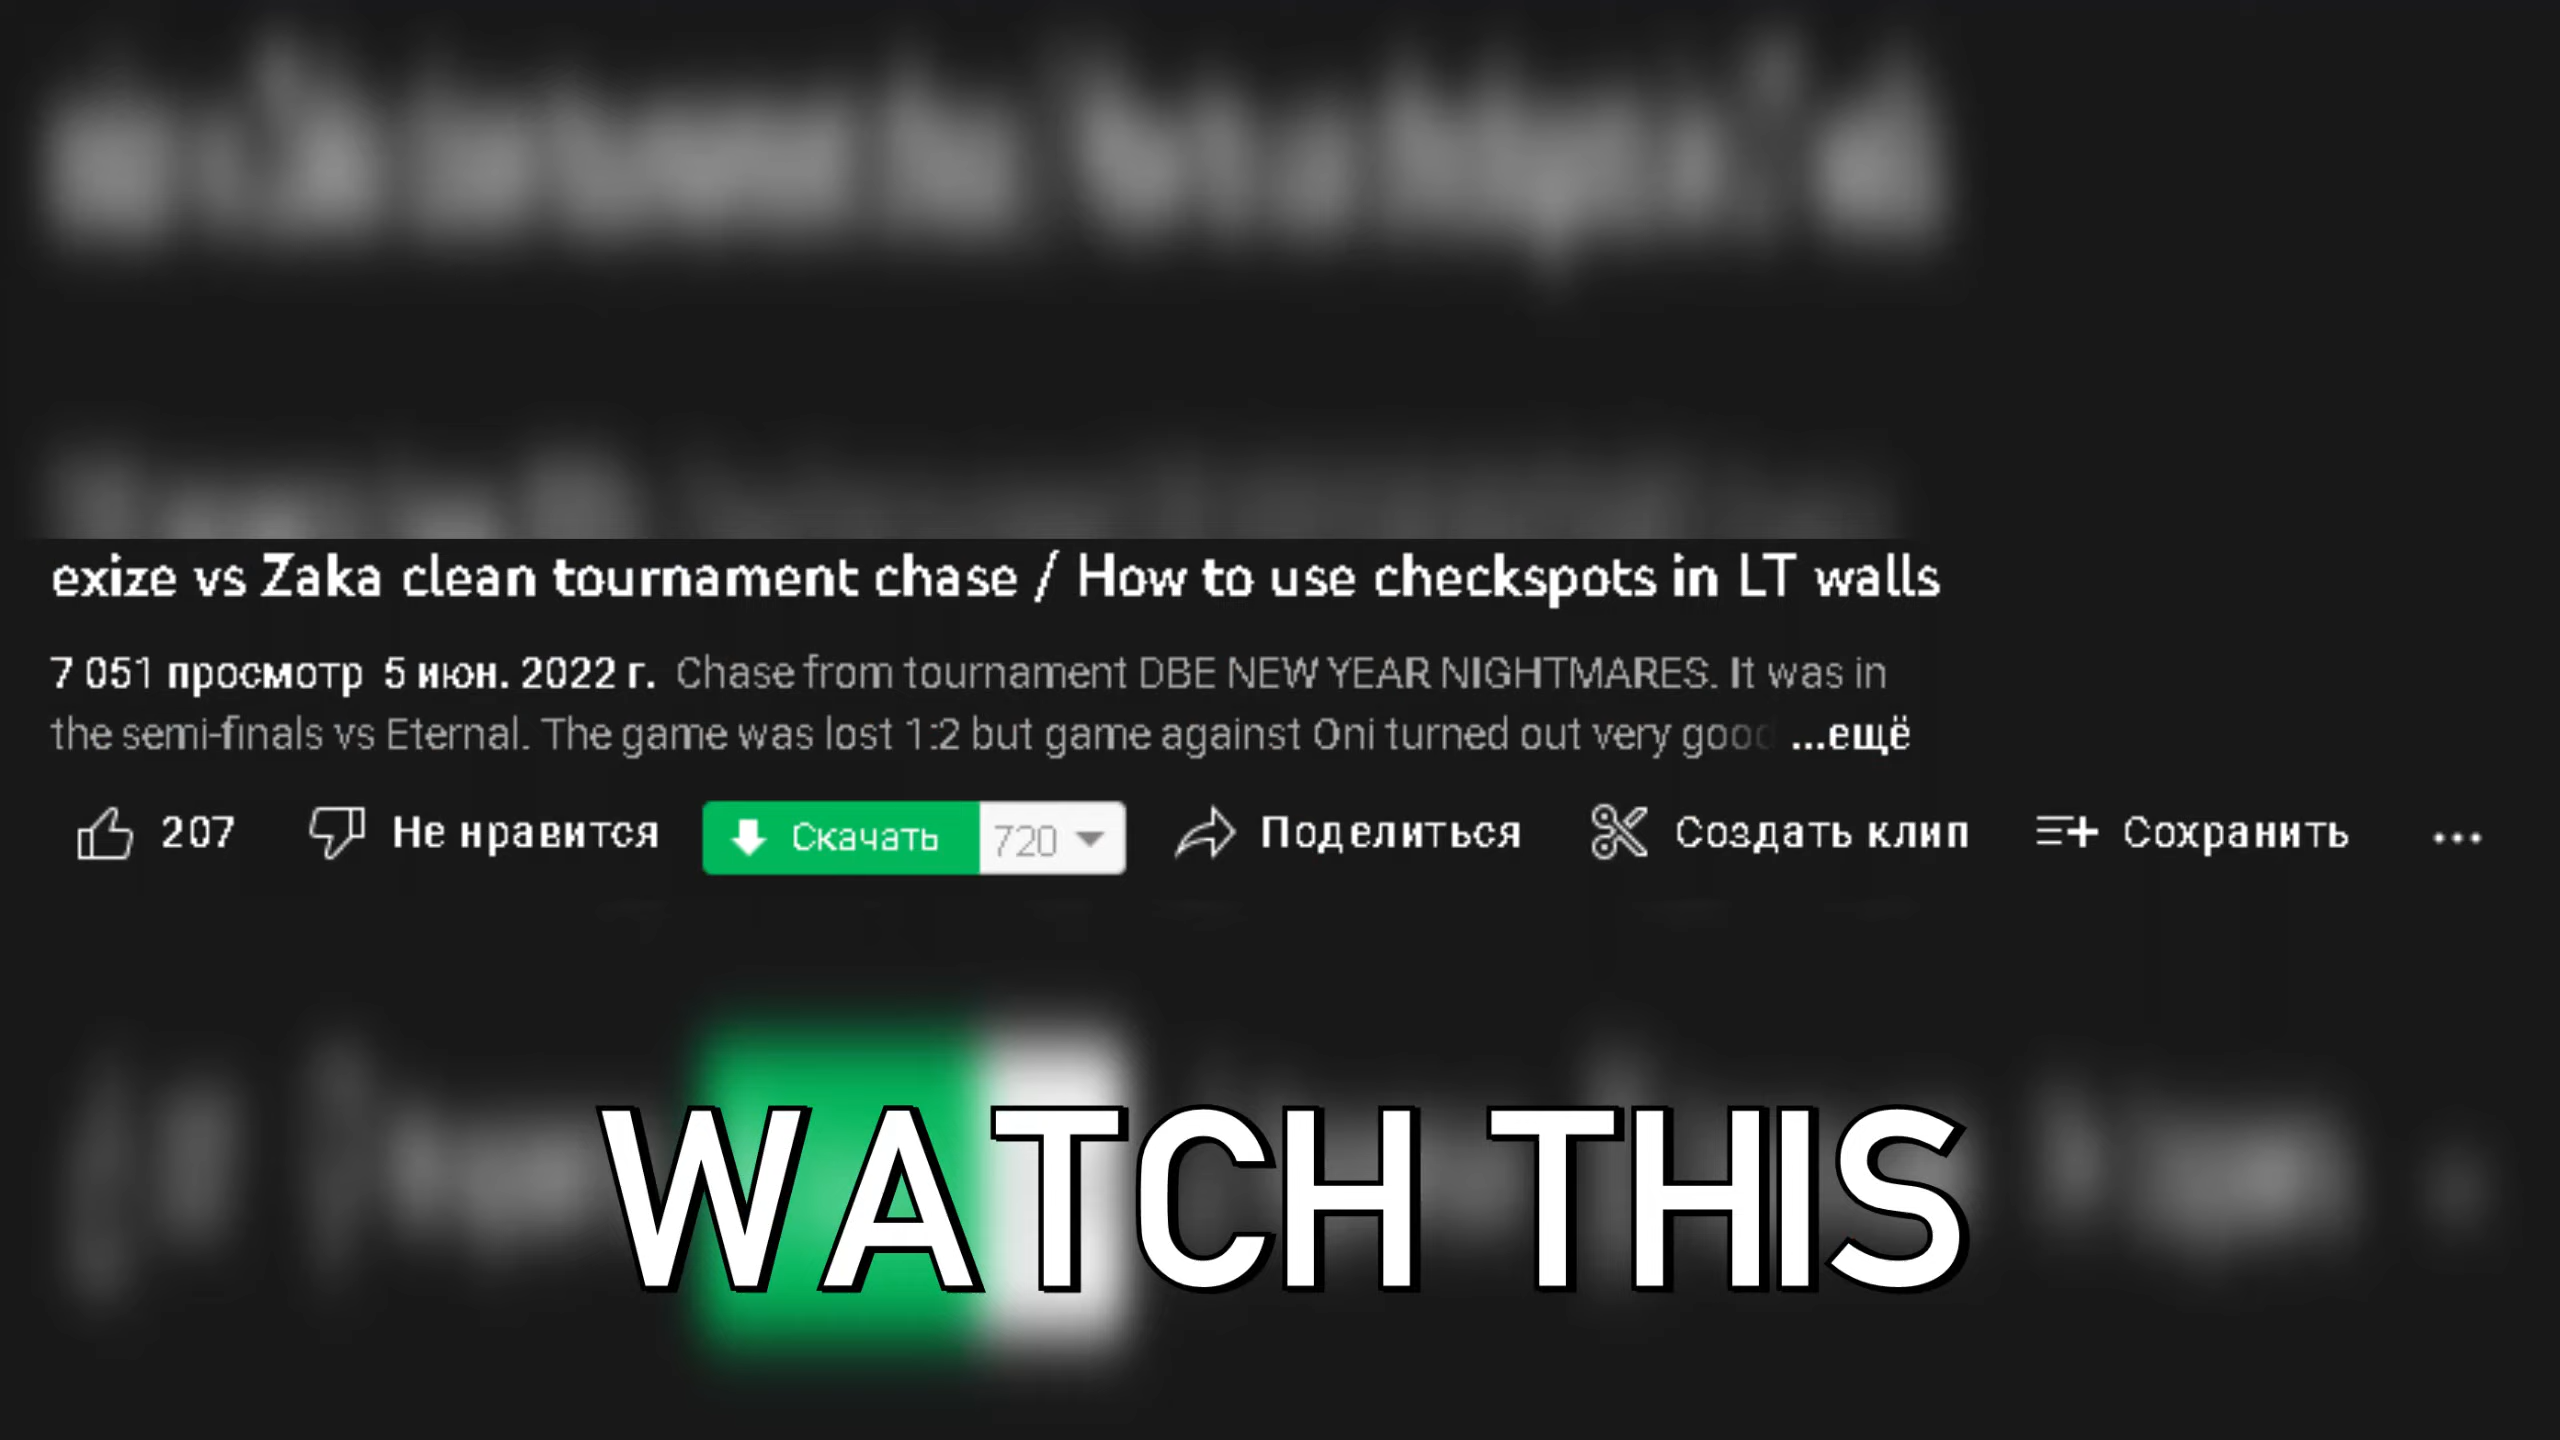 exize vs Zaka clean tournament chase / How to use checkspots in LT walls
7 051 просмотр 5 июн. 2022 г. Chase from tournament DBE NEW YEAR NIGHTMARES. It was in
the semi-finals vs Eternal. The game was lost 1:2 but game against Oni turned out very good ...ещё
207 Не нравится Скачать 720 Поделиться Создать клип Сохранить
WATCH THIS